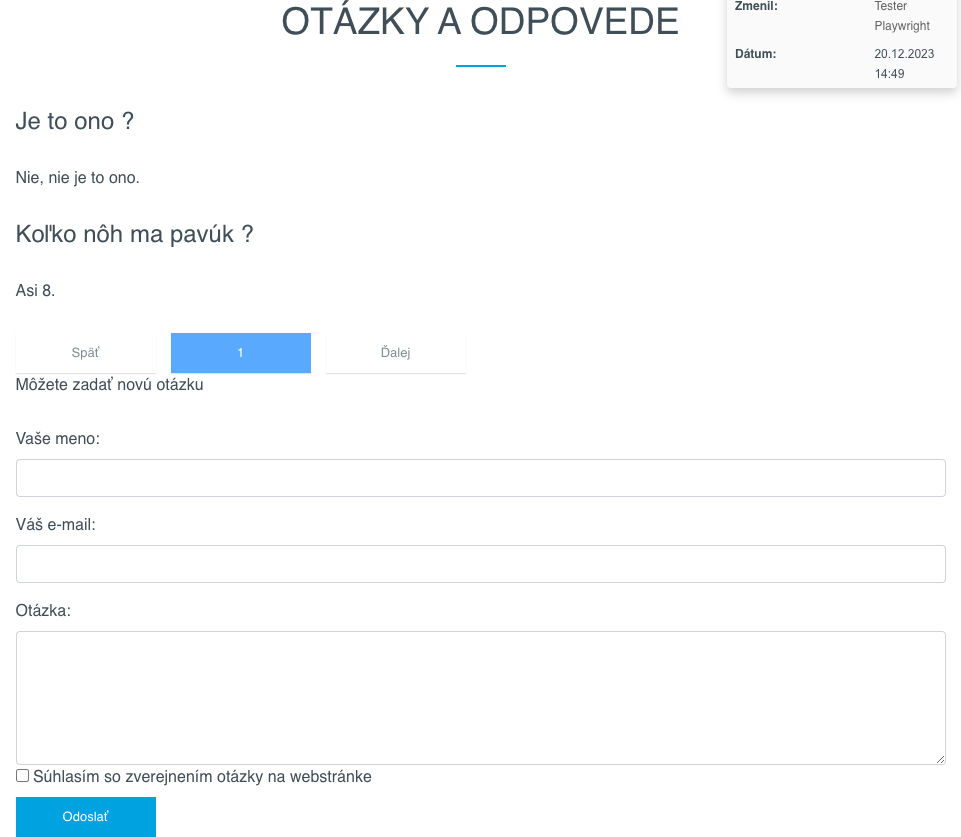 OTÁZKY A ODPOVEDE
Zmenil: Tester
Playwright
Dátum: 20.12.2023
14:49
Je to ono ?
Nie, nie je to ono.
Koľko nôh ma pavúk ?
Asi 8.
Späť 1 Ďalej
Môžete zadať novú otázku
Vaše meno:
Váš e-mail:
Otázka:
Súhlasím so zverejnením otázky na webstránke
Odoslať